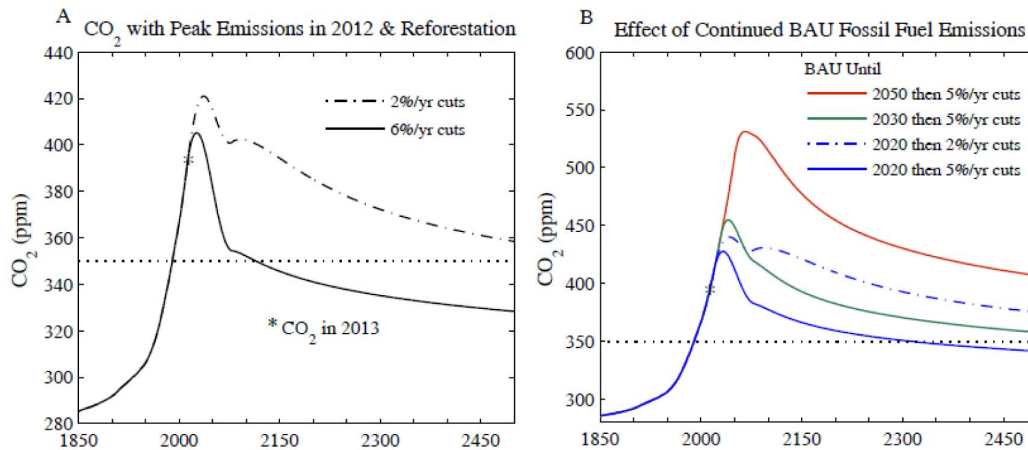 A
CO2 with Peak Emissions in 2012 & Reforestation
440
420
400
380
360
340
320
300
280
CO2 (ppm)
2%/yr cuts
6%/yr cuts
* CO2 in 2013
1850
2000
2150
2300
2450
B
Effect of Continued BAU Fossil Fuel Emissions
600
550
500
450
400
350
300
CO2 (ppm)
BAU Until
2050 then 5%/yr cuts
2030 then 5%/yr cuts
2020 then 2%/yr cuts
2020 then 5%/yr cuts
1850
2000
2150
2300
2450